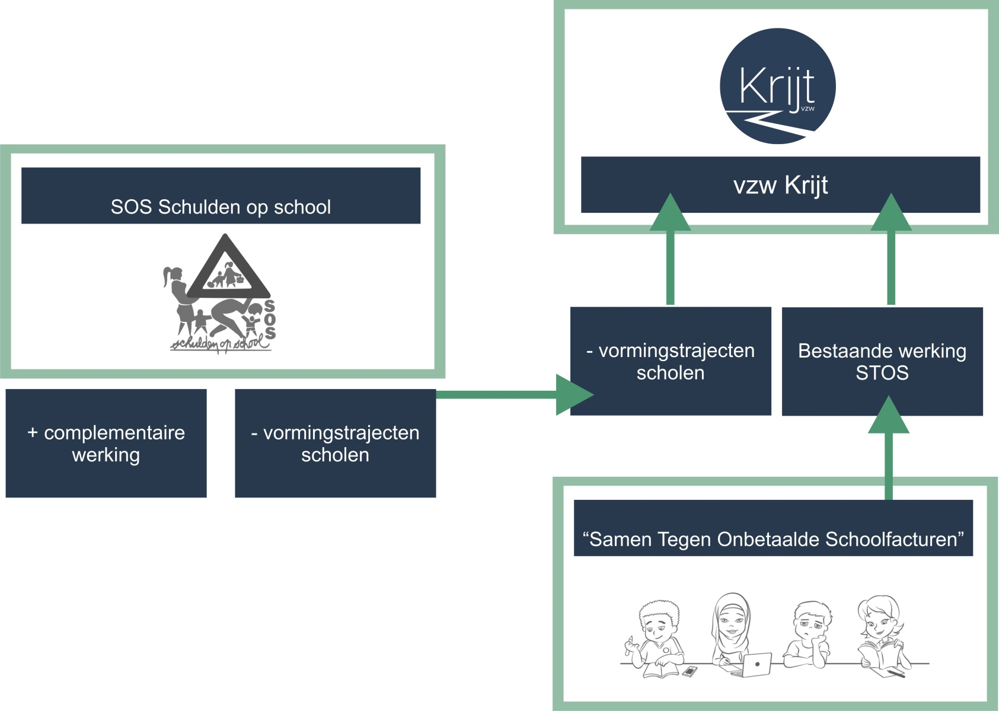 Krijt
vzw
vzw Krijt
SOS Schulden op school
SOS
schulden op school
+ complementaire
werking
- vormingstrajecten
scholen
- vormingstrajecten
scholen
Bestaande werking
STOS
“Samen Tegen Onbetaalde Schoolfacturen”